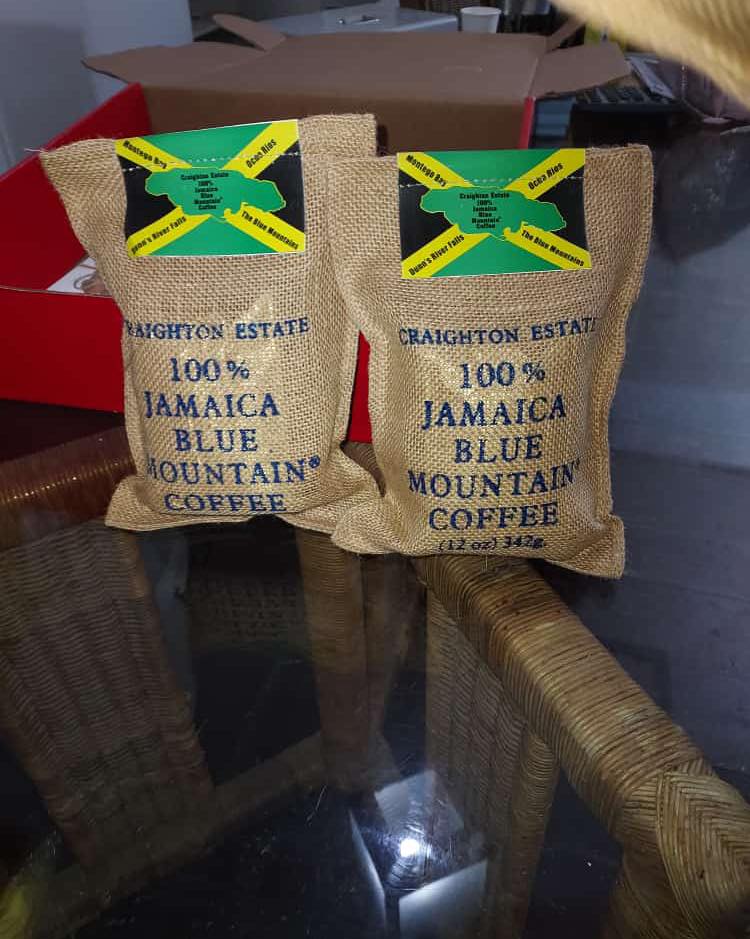 Montego Bay
Ocho Rios
Craighton Estate
100%
Jamaica
Blue
Mountain®
Coffee
Dunn's River Falls
The Blue Mountains
CRAIGHTON ESTATE
100%
JAMAICA
BLUE
MOUNTAIN®
COFFEE
Montego Bay
Ocho Rios
Craighton Estate
100%
Jamaica
Blue
Mountain®
Coffee
Dunn's River Falls
The Blue Mountains
CRAIGHTON ESTATE
100%
JAMAICA
BLUE
MOUNTAIN®
COFFEE
(12 oz) 342g